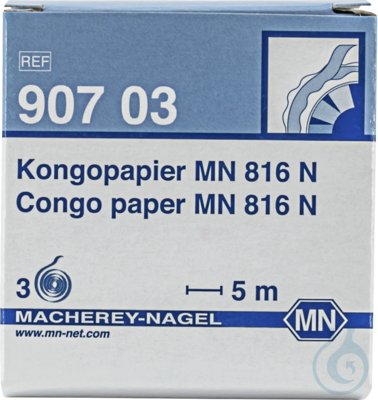 REF
907 03
Kongopapier MN 816 N
Congo paper MN 816 N
3 5 m
MACHEREY-NAGEL MN
www.mn-net.com